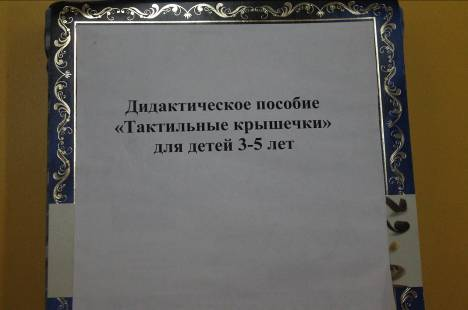 Дидактическое пособие
«Тактильные крышечки»
для детей 3-5 лет